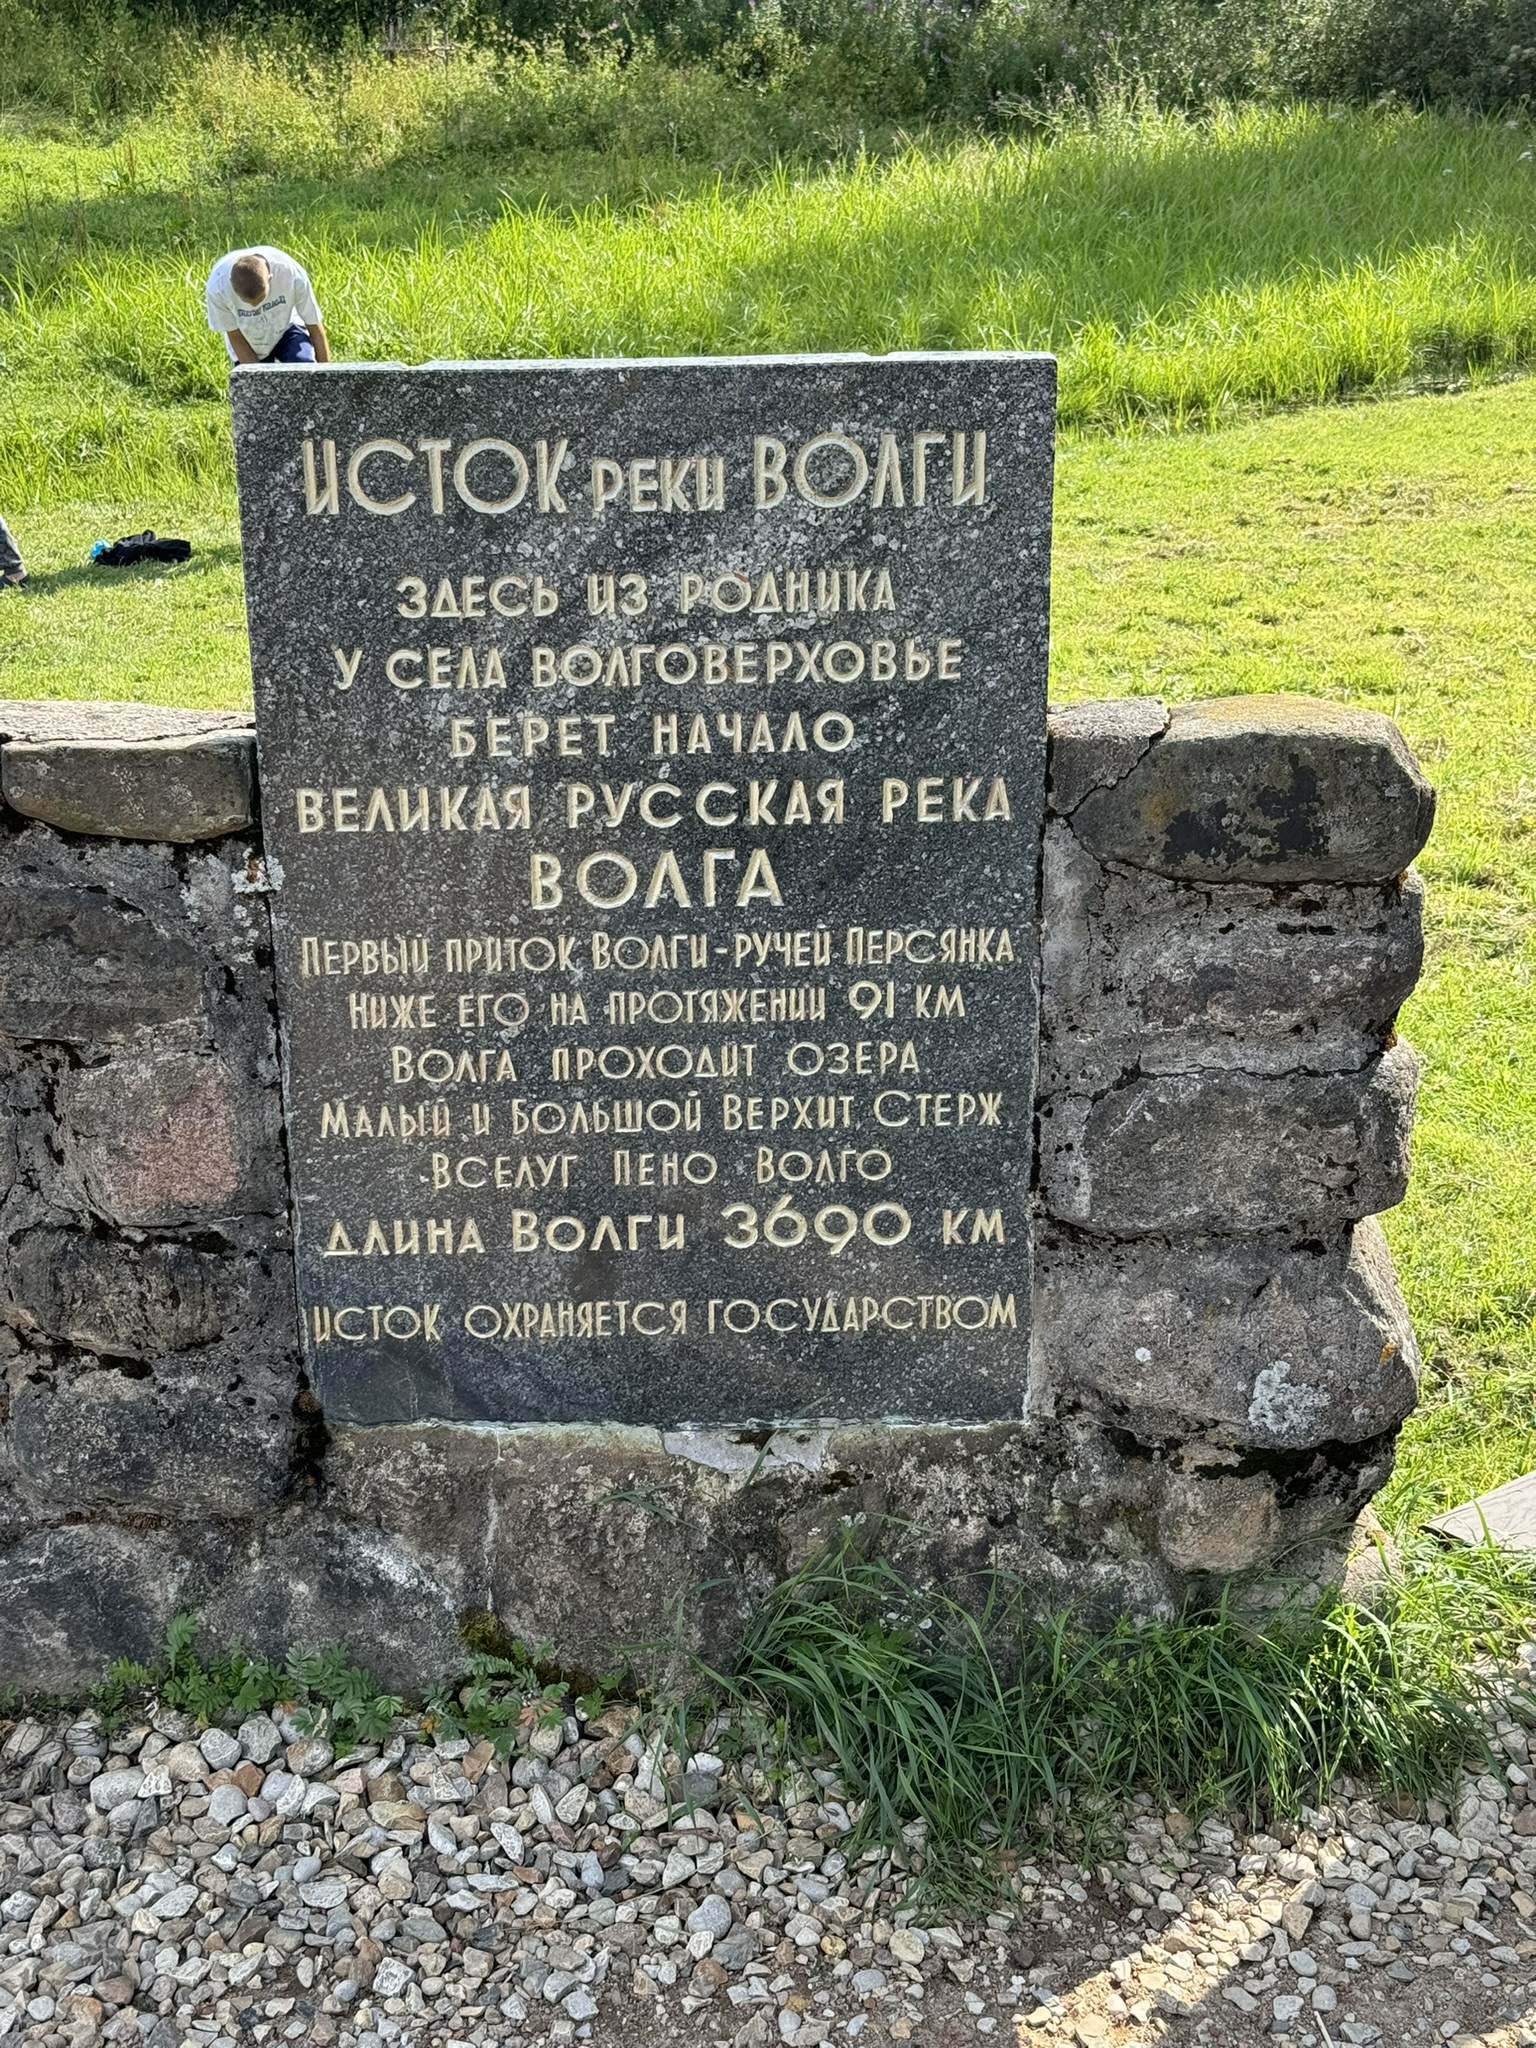 ИСТОК РЕКИ ВОЛГИ
ЗДЕСЬ ИЗ РОДНИКА
У СЕЛА ВОЛГОВЕРХОВЬЕ
БЕРЕТ НАЧАЛО
ВЕЛИКАЯ РУССКАЯ РЕКА
ВОЛГА
ПЕРВЫЙ ПРИТОК ВОЛГИ-РУЧЕЙ ПЕРСЯНКА
НИЖЕ ЕГО НА ПРОТЯЖЕНИИ 91 КМ
ВОЛГА ПРОХОДИТ ОЗЕРА
МАЛЫЙ И БОЛЬШОЙ ВЕРХИТ, СТЕРЖ,
ВСЕЛУГ ПЕНО ВОЛГО
ДЛИНА ВОЛГИ 3690 КМ
ИСТОК ОХРАНЯЕТСЯ ГОСУДАРСТВОМ